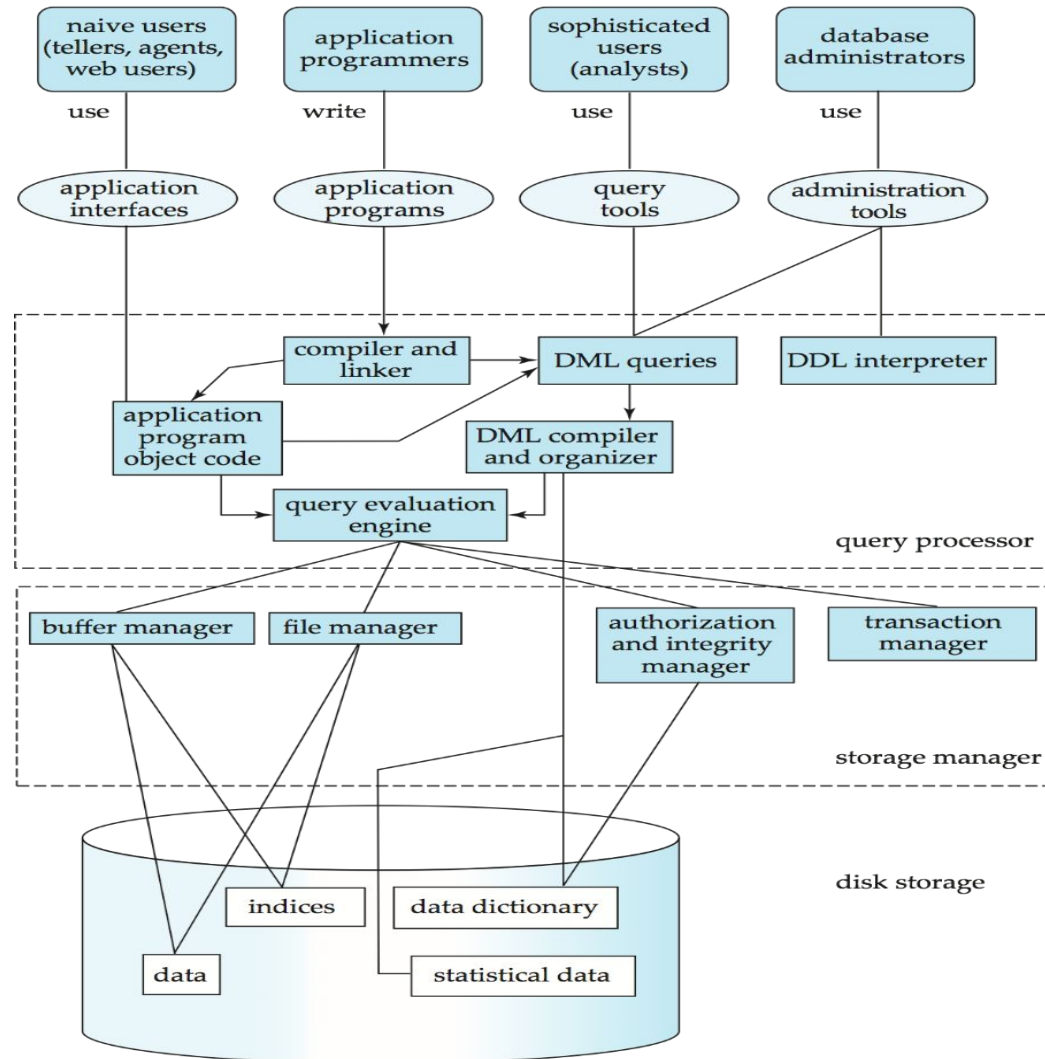 naive users
(tellers, agents,
web users)
application
programmers
sophisticated
users
(analysts)
database
administrators
use
write
use
use
application
interfaces
application
programs
query
tools
administration
tools
compiler and
linker
DML queries
DDL interpreter
application
program
object code
DML compiler
and organizer
query evaluation
engine
query processor
buffer manager
file manager
authorization
and integrity
manager
transaction
manager
storage manager
disk storage
indices
data dictionary
data
statistical data